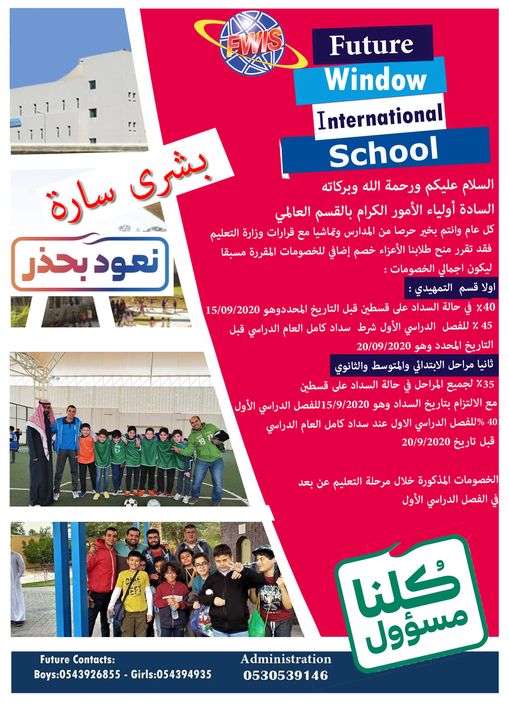 FWIS
Future
Window
International
School
بشرى سارة
نعود بحذر
السلام عليكم ورحمة الله وبركاته
السادة أولياء الأمور الكرام بالقسم العالمي
كل عام وانتم بخير حرصا من المدارس وتماشيا مع قرارات وزارة التعليم
فقد تقرر منح طلابنا الأعزاء خصم إضافي للخصومات المقررة مسبقا
ليكون اجمالي الخصومات :
اولا قسم التمهيدي :
40٪ في حالة السداد على قسطين قبل التاريخ المحددوهو 15/09/2020
45 ٪ للفصل الدراسي الأول شرط سداد كامل العام الدراسي قبل
التاريخ المحدد وهو 20/09/2020
ثانيا مراحل الابتدائي والمتوسط والثانوي
35٪ لجميع المراحل في حالة السداد على قسطين
مع الالتزام بتاريخ السداد وهو 15/9/2020للفصل الدراسي الأول
40 %للفصل الدراسي الاول عند سداد كامل العام الدراسي
قبل تاريخ 20/9/2020
الخصومات المذكورة خلال مرحلة التعليم عن بعد
في الفصل الدراسي الأول
كلنا
مسؤول
Future Contacts:
Boys:0543926855 - Girls:054394935
Administration
0530539146